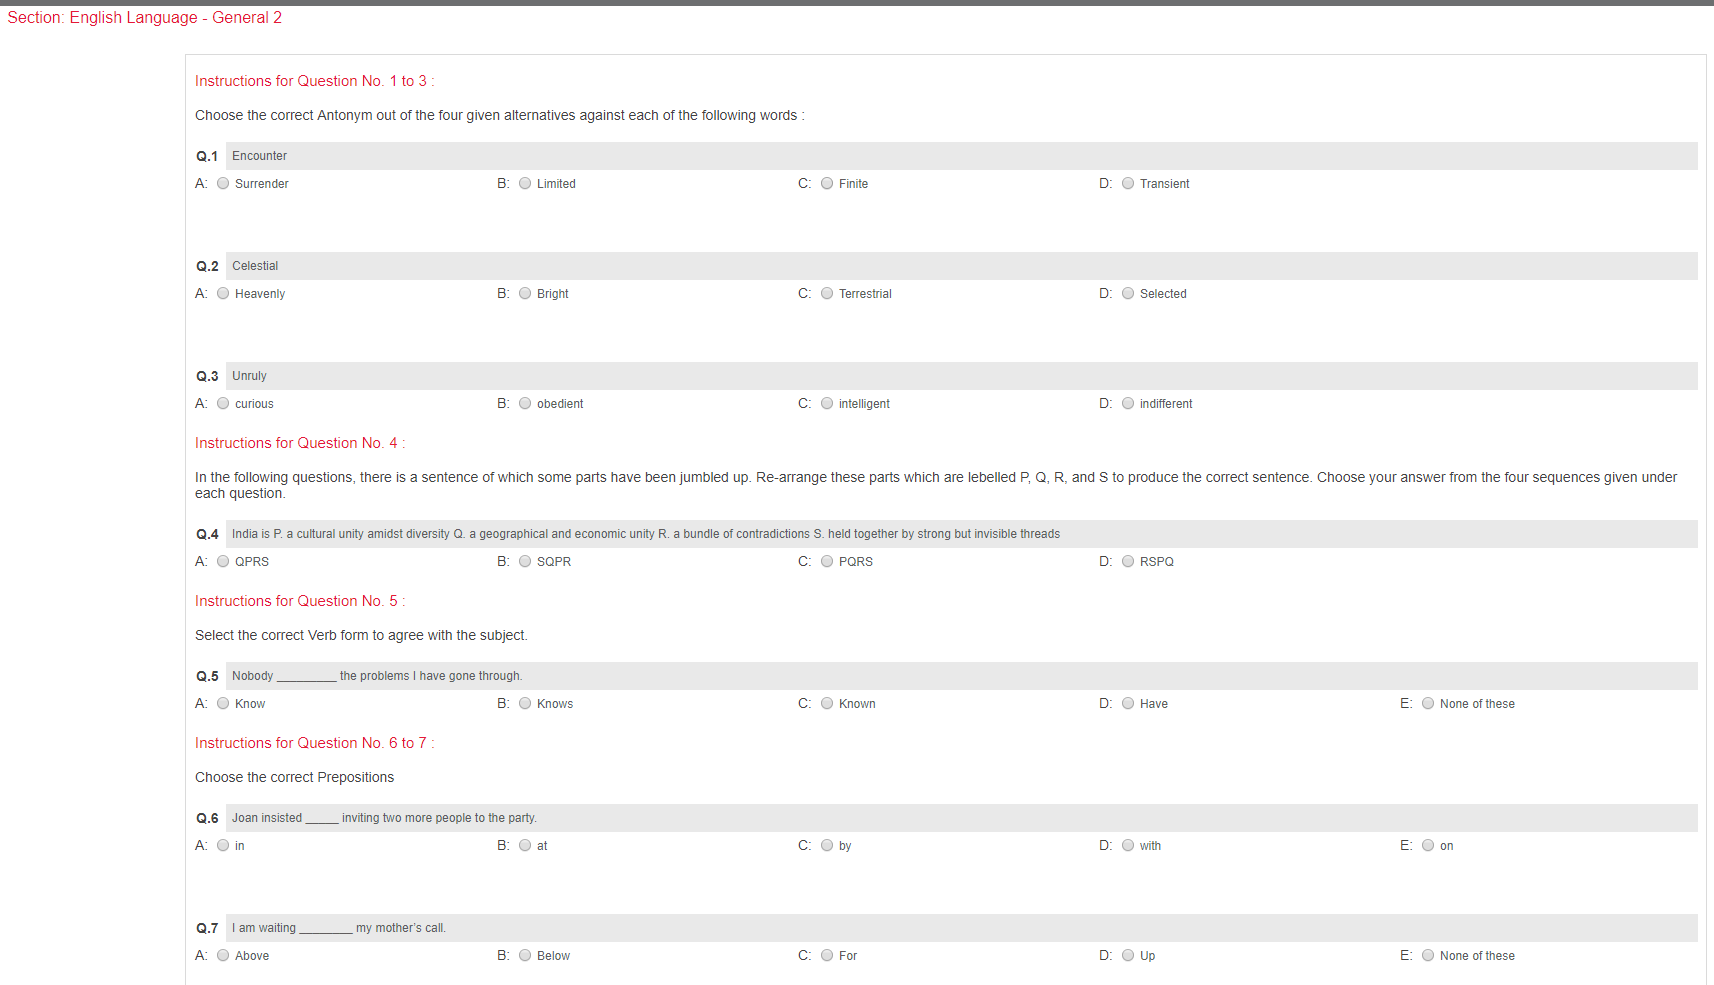 Section: English Language - General 2
Instructions for Question No. 1 to 3 :
Choose the correct Antonym out of the four given alternatives against each of the following words :
Q.1 Encounter
A: Surrender B: Limited C: Finite D: Transient
Q.2 Celestial
A: Heavenly B: Bright C: Terrestrial D: Selected
Q.3 Unruly
A: curious B: obedient C: intelligent D: indifferent
Instructions for Question No. 4 :
In the following questions, there is a sentence of which some parts have been jumbled up. Re-arrange these parts which are lebelled P, Q, R, and S to produce the correct sentence. Choose your answer from the four sequences given under
each question.
Q.4 India is P. a cultural unity amidst diversity Q. a geographical and economic unity R. a bundle of contradictions S. held together by strong but invisible threads
A: QPRS B: SQPR C: PQRS D: RSPQ
Instructions for Question No. 5 :
Select the correct Verb form to agree with the subject.
Q.5 Nobody _________ the problems I have gone through.
A: Know B: Knows C: Known D: Have E: None of these
Instructions for Question No. 6 to 7 :
Choose the correct Prepositions
Q.6 Joan insisted _____ inviting two more people to the party.
A: in B: at C: by D: with E: on
Q.7 I am waiting ________ my mother's call.
A: Above B: Below C: For D: Up E: None of these